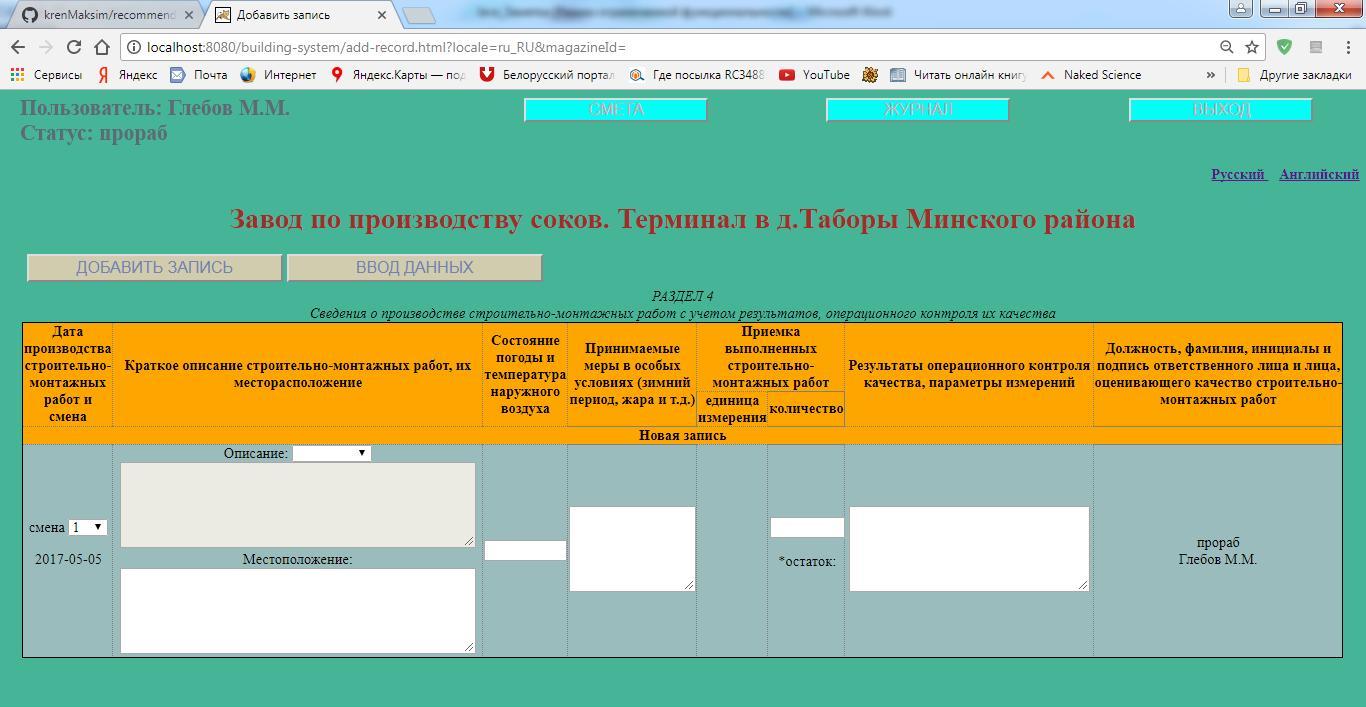 krenMaksim/recommend
Добавить запись
localhost:8080/building-system/add-record.html?locale=ru_RU&magazineId=
Сервисы
Яндекс
Почта
Интернет
Яндекс.Карты — под
Белорусский портал
Где посылка RC3488
YouTube
Читать онлайн книгу
Naked Science
»
Другие закладки
Пользователь: Глебов М.М.
Статус: прораб
СМЕТА
ЖУРНАЛ
ВЫХОД
Русский Английский
Завод по производству соков. Терминал в д.Таборы Минского района
ДОБАВИТЬ ЗАПИСЬ
ВВОД ДАННЫХ
РАЗДЕЛ 4
Сведения о производстве строительно-монтажных работ с учетом результатов, операционного контроля их качества
Дата
производства
строительно-
монтажных
работ и
смена
Краткое описание строительно-монтажных работ, их
месторасположение
Состояние
погоды и
температура
наружного
воздуха
Принимаемые
меры в особых
условиях (зимний
период, жара и т.д.)
Приемка
выполненных
строительно-
монтажных работ
единица
измерения
количество
Результаты операционного контроля
качества, параметры измерений
Должность, фамилия, инициалы и
подпись ответственного лица и лица,
оценивающего качество строительно-
монтажных работ
Новая запись
смена 1
2017-05-05
Описание:
Местоположение:
*остаток:
прораб
Глебов М.М.